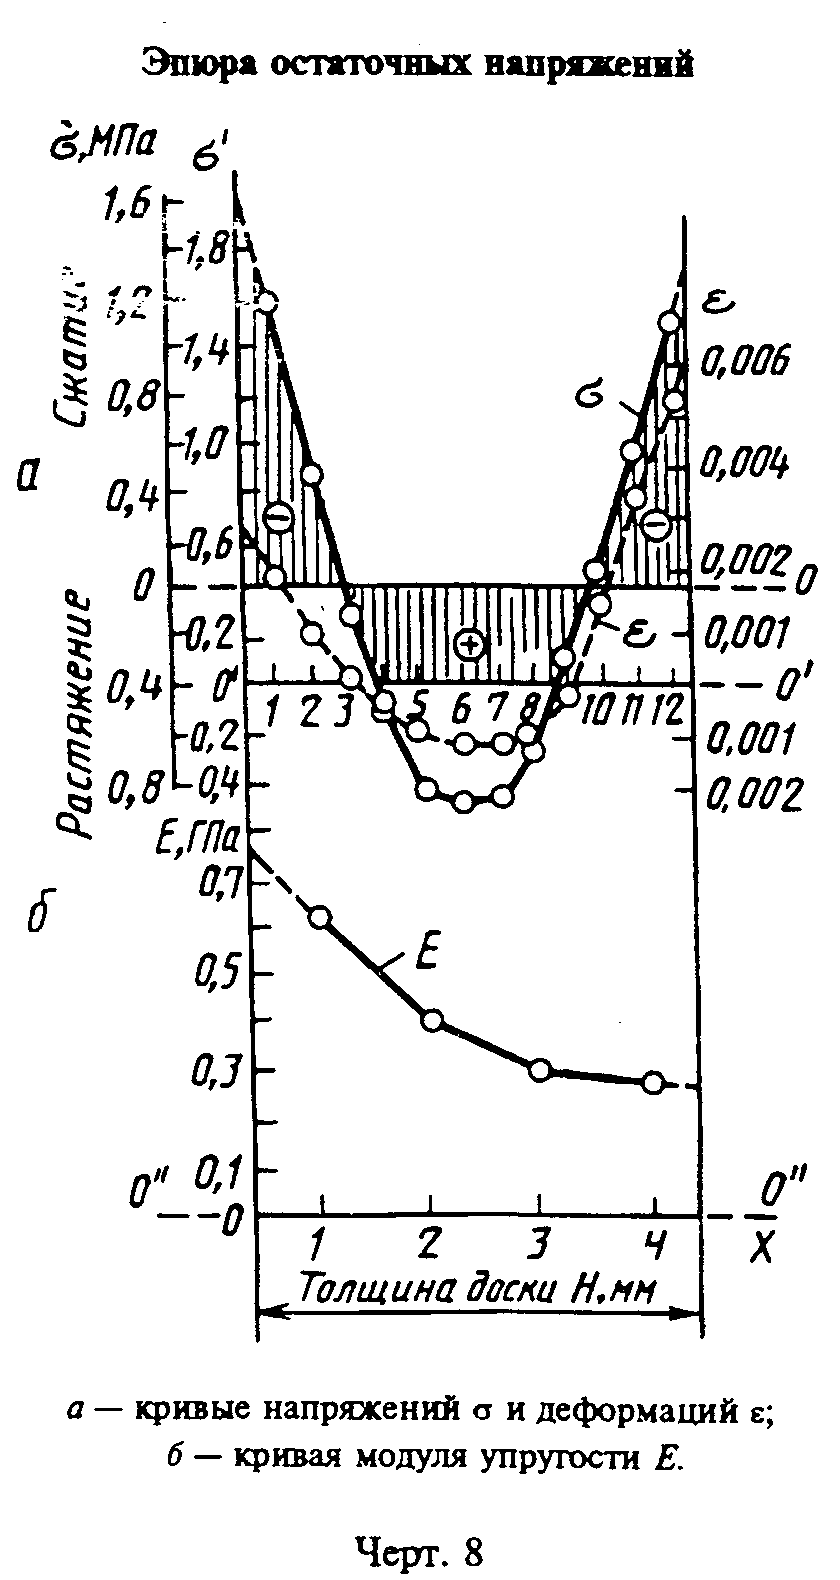 Эпюра остаточных напряжений
σ, МПа σ'
1,6
1,8
1,2
ε
1,4
0,006
0,8
σ
Сжатие
1,0
0,004
а
0,4
−
−
0,6
0,002
0
0
0,2
+
ε
0,001
Растяжение
0,4
0'
1 2 3 5 6 7 8 10 11 12
0'
0,2
0,001
0,8
0,4
0,002
E, ГПа
0,7
б
E
0,5
0,3
0" 0,1
0"
0
1 2 3 4
X
Толщина доски H, мм
а — кривые напряжений σ и деформаций ε;
б — кривая модуля упругости E.
Черт. 8